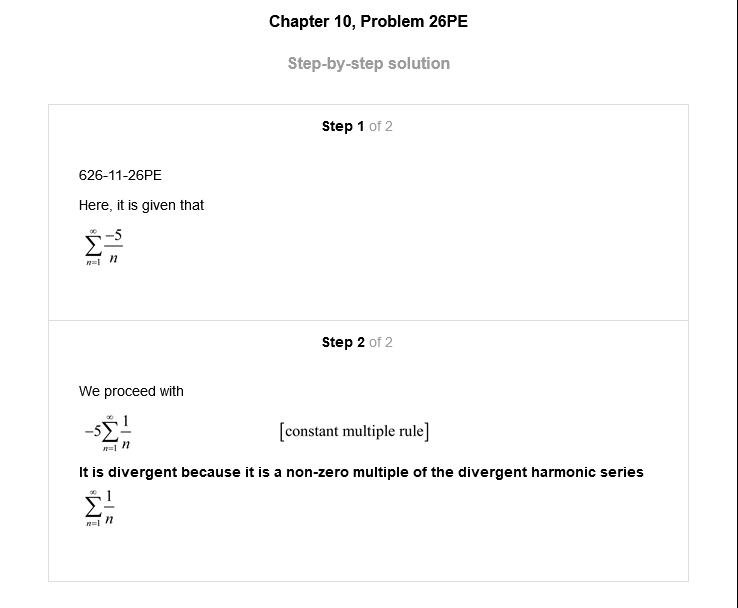 Chapter 10, Problem 26PE
Step-by-step solution
Step 1 of 2
626-11-26PE
Here, it is given that
$\sum_{n=1}^{\infty} \frac{-5}{n}$
Step 2 of 2
We proceed with
$-5\sum_{n=1}^{\infty} \frac{1}{n}$ [constant multiple rule]
It is divergent because it is a non-zero multiple of the divergent harmonic series
$\sum_{n=1}^{\infty} \frac{1}{n}$